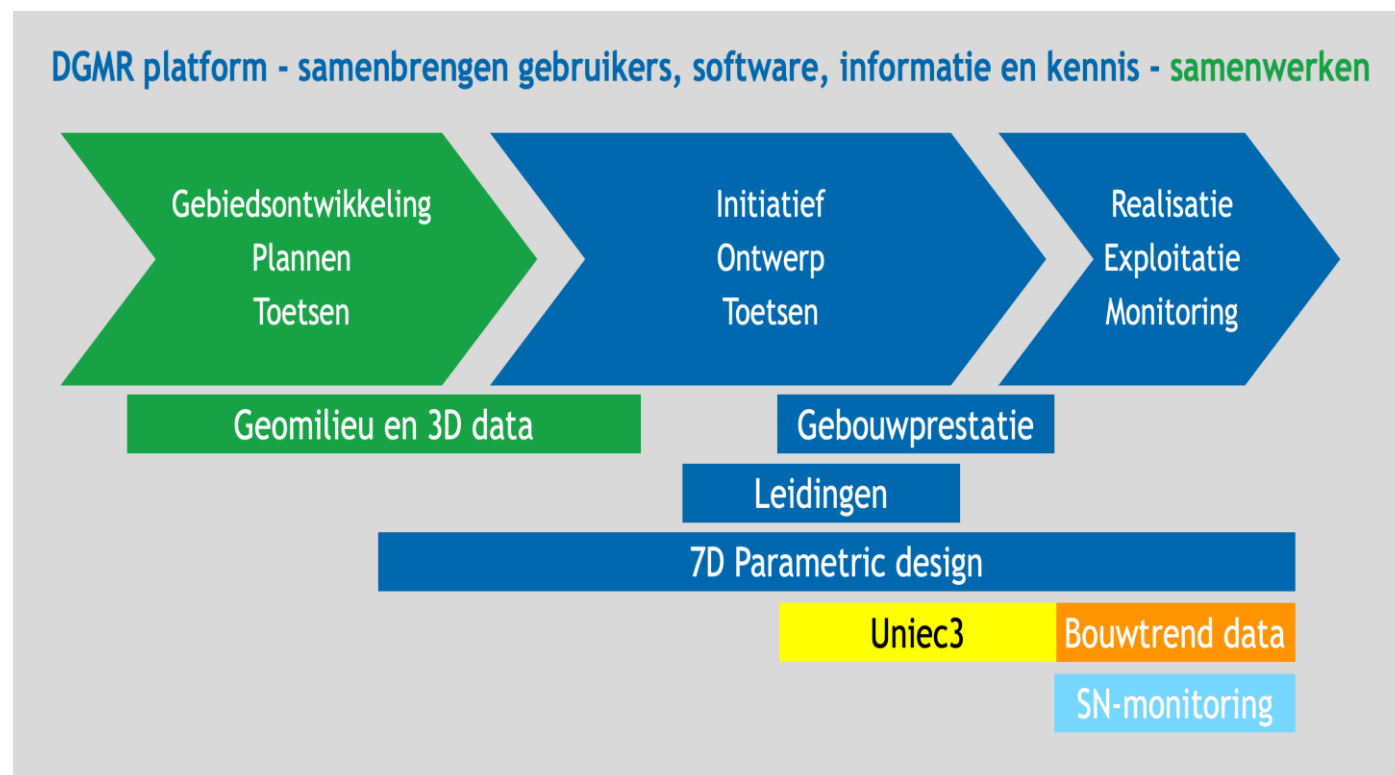 DGMR platform - samenbrengen gebruikers, software, informatie en kennis - samenwerken
Gebiedsontwikkeling
Plannen
Toetsen
Initiatief
Ontwerp
Toetsen
Realisatie
Exploitatie
Monitoring
Geomilieu en 3D data
Gebouwprestatie
Leidingen
7D Parametric design
Uniec3
Bouwtrend data
SN-monitoring